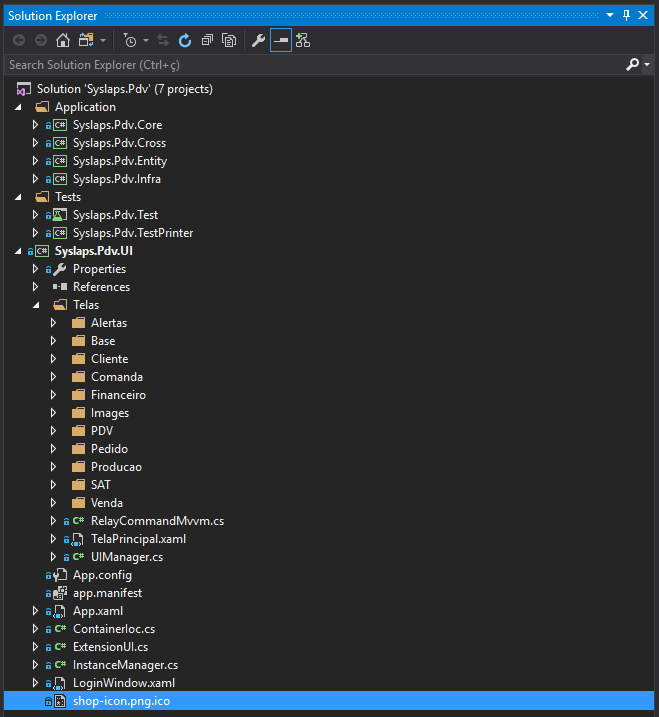 Solution Explorer
Search Solution Explorer (Ctrl+ç)
Solution 'Syslaps.Pdv' (7 projects)
Application
C# Syslaps.Pdv.Core
C# Syslaps.Pdv.Cross
C# Syslaps.Pdv.Entity
C# Syslaps.Pdv.Infra
Tests
Syslaps.Pdv.Test
C# Syslaps.Pdv.TestPrinter
C# Syslaps.Pdv.UI
Properties
References
Telas
Alertas
Base
Cliente
Comanda
Financeiro
Images
PDV
Pedido
Producao
SAT
Venda
C# RelayCommandMvvm.cs
TelaPrincipal.xaml
C# UIManager.cs
App.config
app.manifest
App.xaml
C# ContainerIoc.cs
C# ExtensionUI.cs
C# InstanceManager.cs
LoginWindow.xaml
shop-icon.png.ico